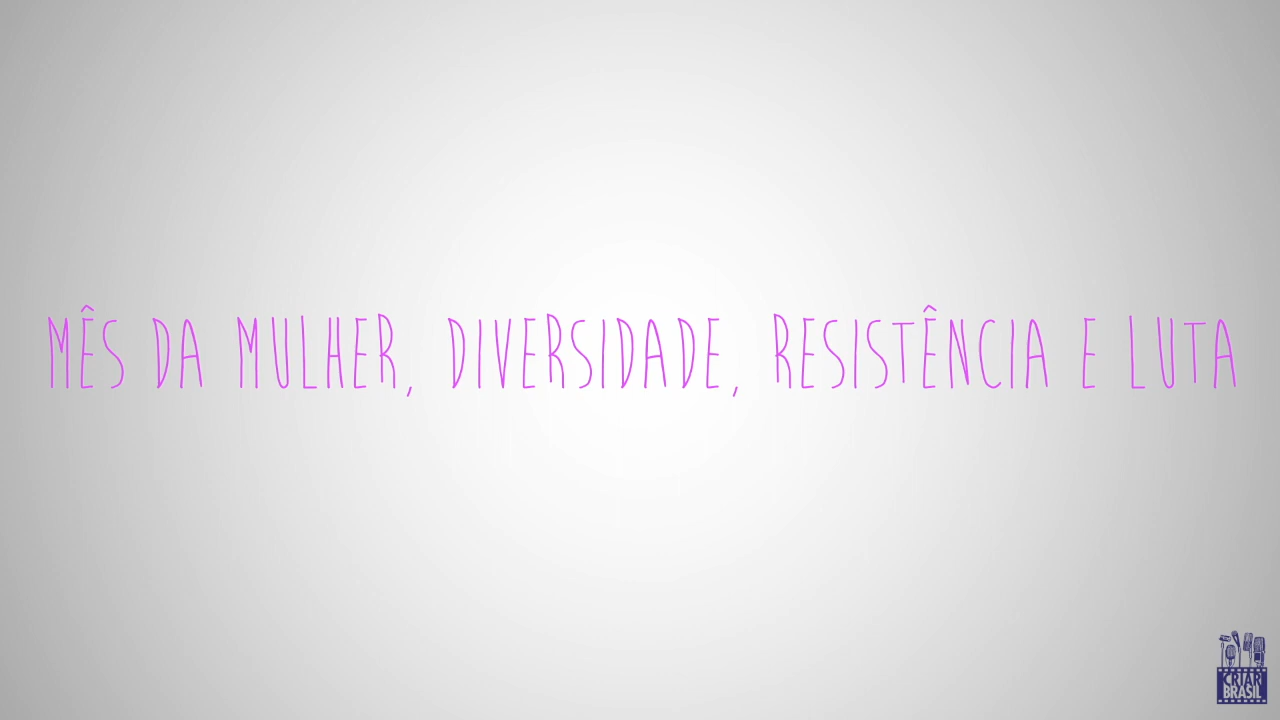 MÊS DA MULHER, DIVERSIDADE, RESISTÊNCIA E LUTA
CRIAR
BRASIL